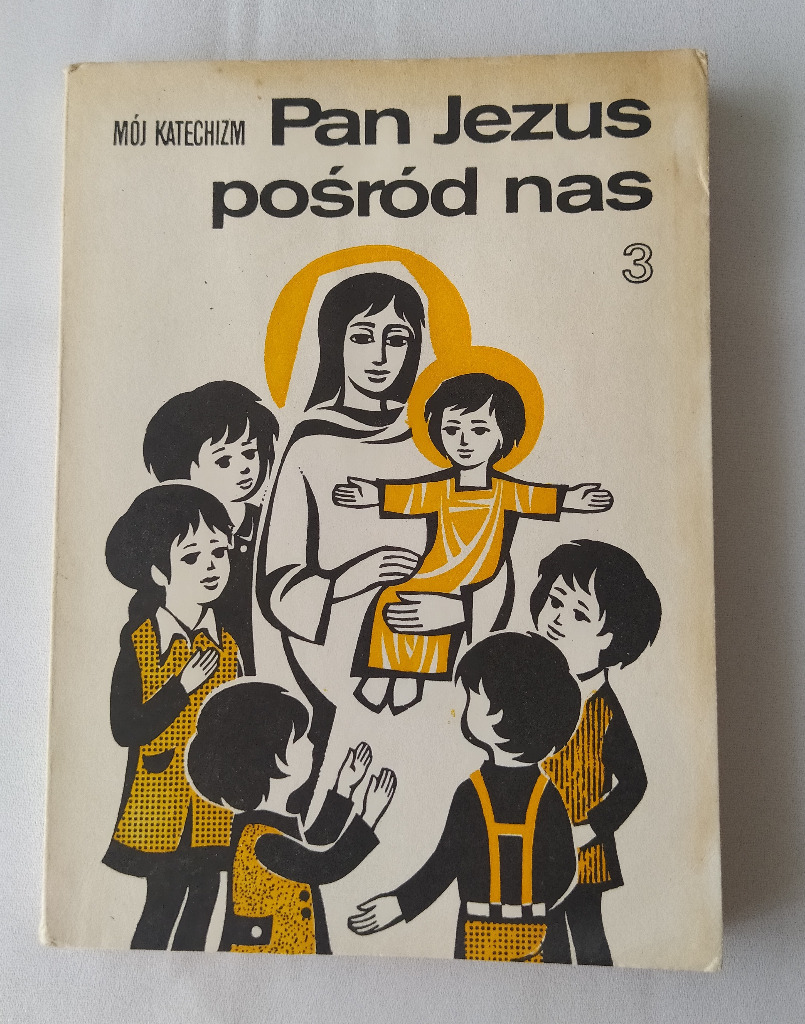 MÓJ KATECHIZM Pan Jezus
pośród nas
3